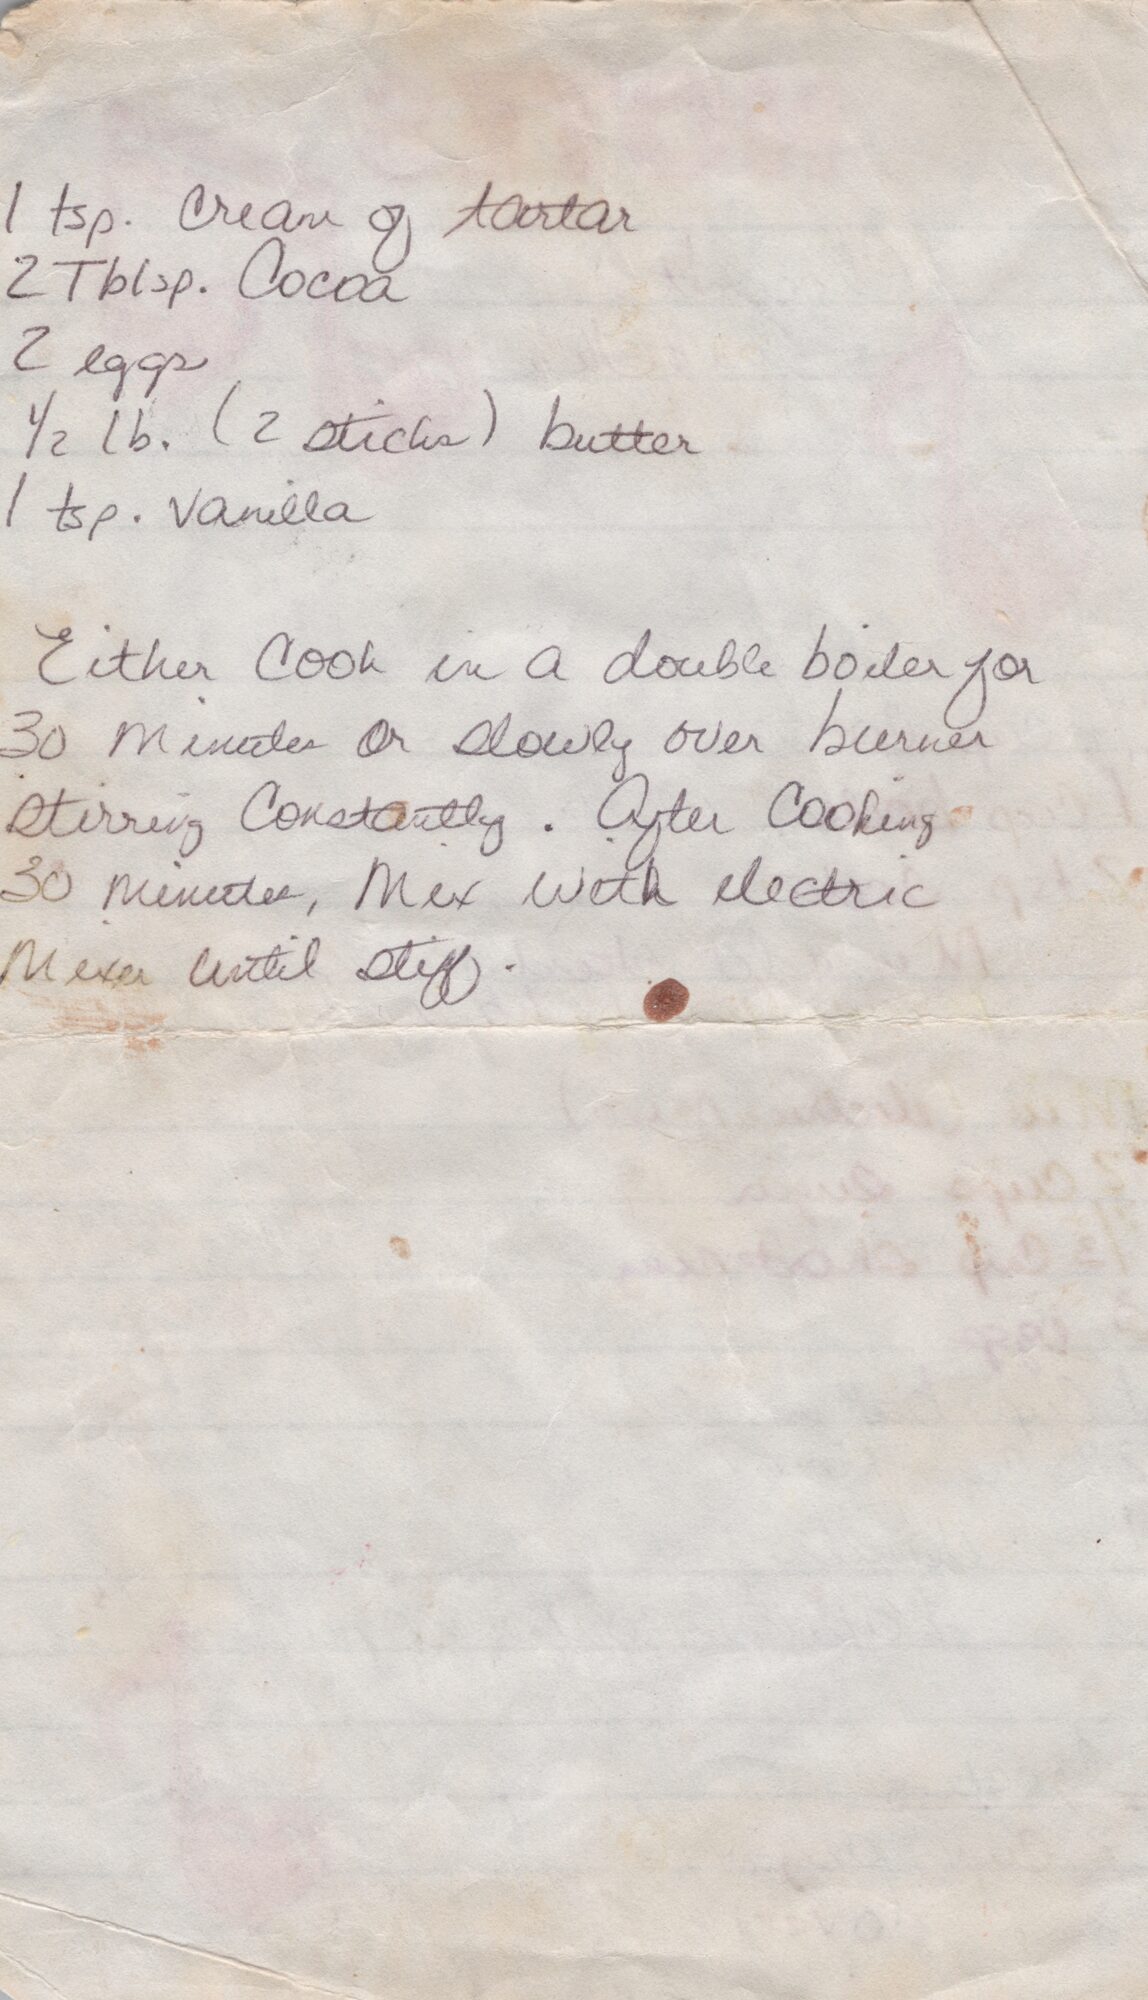 1 tsp. Cream of tartar
2 Tblsp. Cocoa
2 eggs
1/2 lb. (2 sticks) butter
1 tsp. Vanilla
Either Cook in a double boiler for
30 Minutes or slowly over burner
stirring Constantly. After Cooking
30 minutes, Mix with electric
Mixer until stiff.